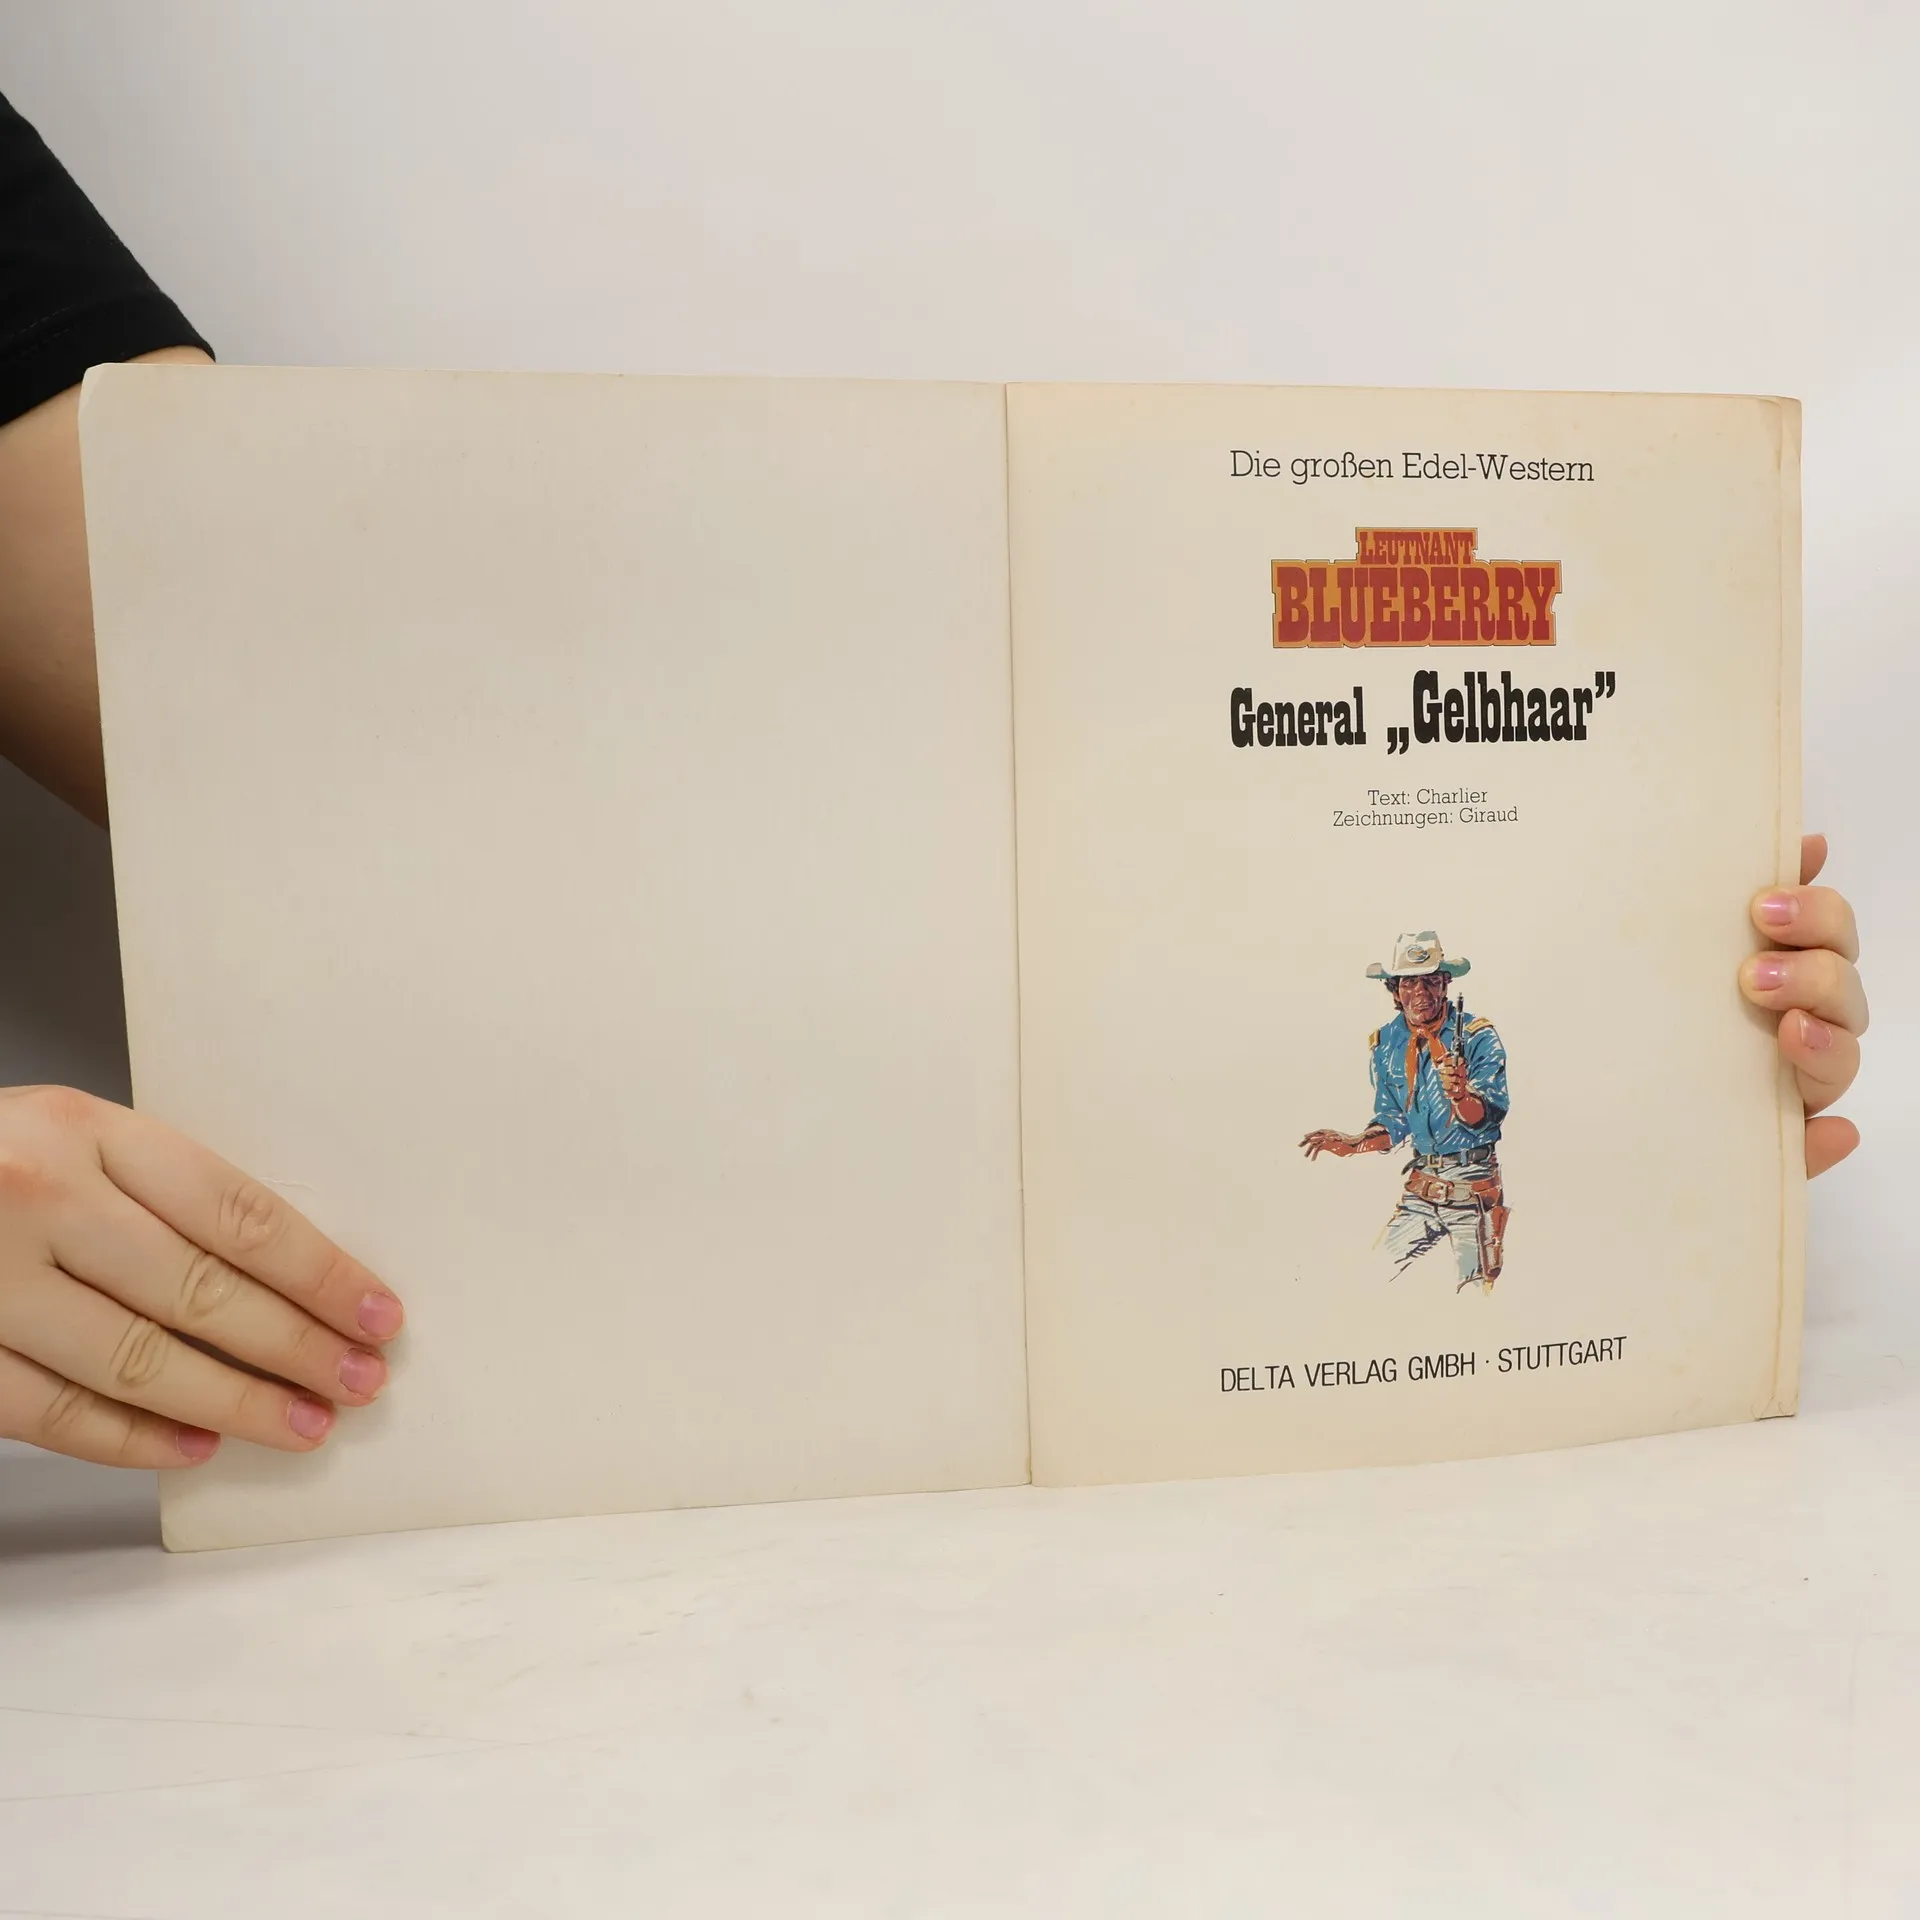 Die großen Edel-Western
LEUTNANT
BLUEBERRY
General „Gelbhaar”
Text: Charlier
Zeichnungen: Giraud
DELTA VERLAG GMBH · STUTTGART